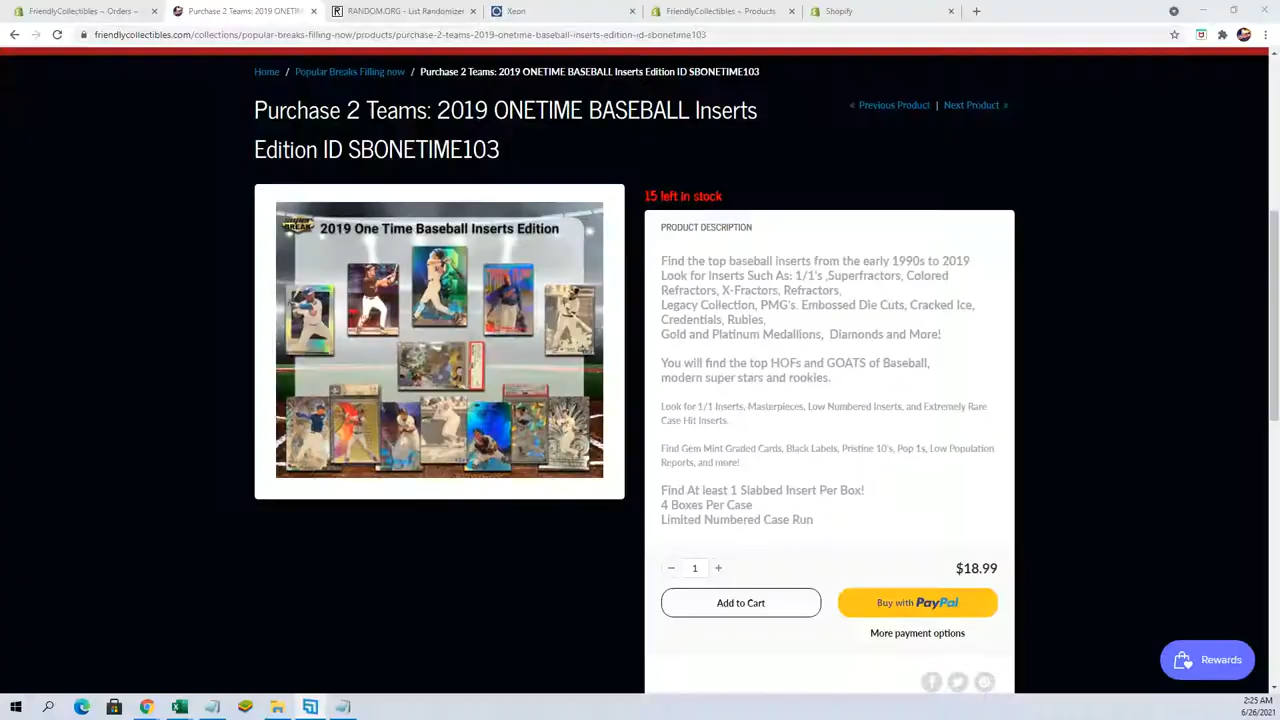 FriendlyCollectibles ~ Orders ~
Purchase 2 Teams: 2019 ONETIM
RANDOM.ORG - List Randomizer
Xeon
FriendlyCollectibles ~ Products
Shopify
friendlycollectibles.com/collections/popular-breaks-filling-now/products/purchase-2-teams-2019-onetime-baseball-inserts-edition-id-sbonetime103
Home / Popular Breaks Filling now / Purchase 2 Teams: 2019 ONETIME BASEBALL Inserts Edition ID SBONETIME103
« Previous Product | Next Product »
Purchase 2 Teams: 2019 ONETIME BASEBALL Inserts
Edition ID SBONETIME103
SUPER BREAK
2019 One Time Baseball Inserts Edition
15 left in stock
PRODUCT DESCRIPTION
Find the top baseball inserts from the early 1990s to 2019
Look for Inserts Such As: 1/1's ,Superfractors, Colored
Refractors, X-Fractors, Refractors,
Legacy Collection, PMG's. Embossed Die Cuts, Cracked Ice,
Credentials, Rubies,
Gold and Platinum Medallions, Diamonds and More!
You will find the top HOFs and GOATS of Baseball,
modern super stars and rookies.
Look for 1/1 Inserts, Masterpieces, Low Numbered Inserts, and Extremely Rare
Case Hit Inserts.
Find Gem Mint Graded Cards, Black Labels, Pristine 10's, Pop 1s, Low Population
Reports, and more!
Find At least 1 Slabbed Insert Per Box!
4 Boxes Per Case
Limited Numbered Case Run
− 1 +
$18.99
Add to Cart
Buy with PayPal
More payment options
Rewards
2:25 AM
6/26/2021